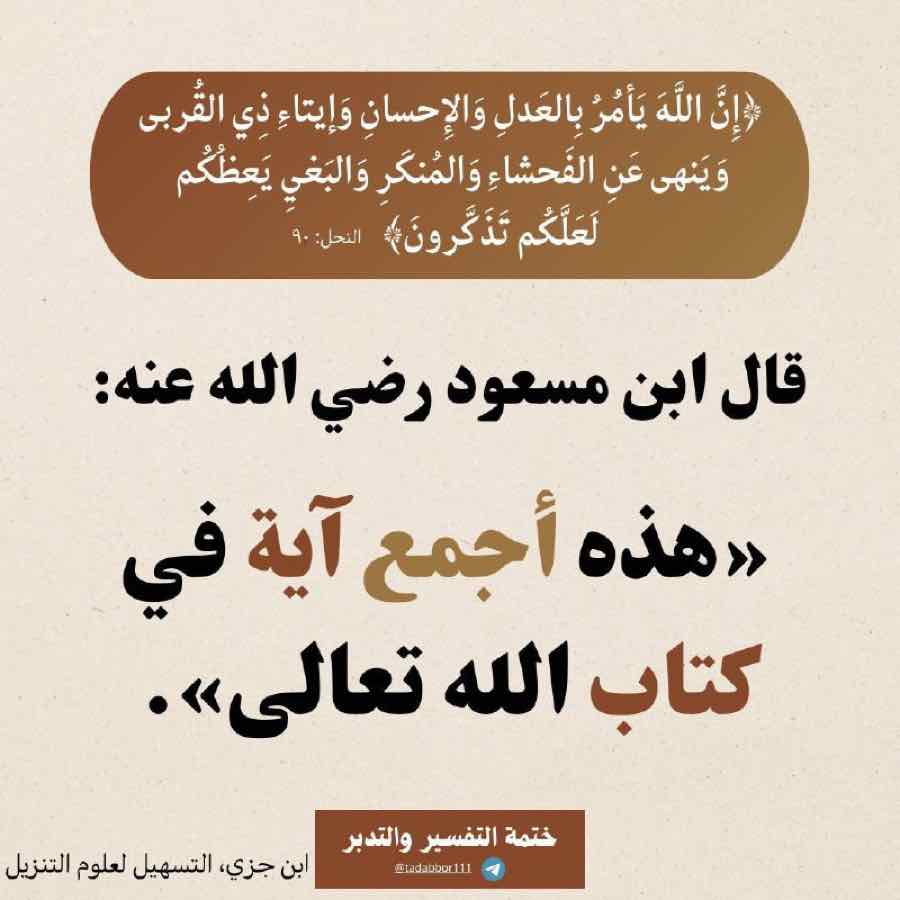 ﴿إِنَّ اللَّهَ يَأمُرُ بِالعَدلِ وَالإِحسانِ وَإيتاءِ ذِي القُربى
وَيَنهى عَنِ الفَحشاءِ وَالمُنكَرِ وَالبَغيِ يَعِظُكُم
لَعَلَّكُم تَذَكَّرونَ﴾ النحل: ٩٠
قال ابن مسعود رضي الله عنه:
«هذه أجمع آية في
كتاب الله تعالى».
ختمة التفسير والتدبر
@tadabbor111
ابن جزي، التسهيل لعلوم التنزيل